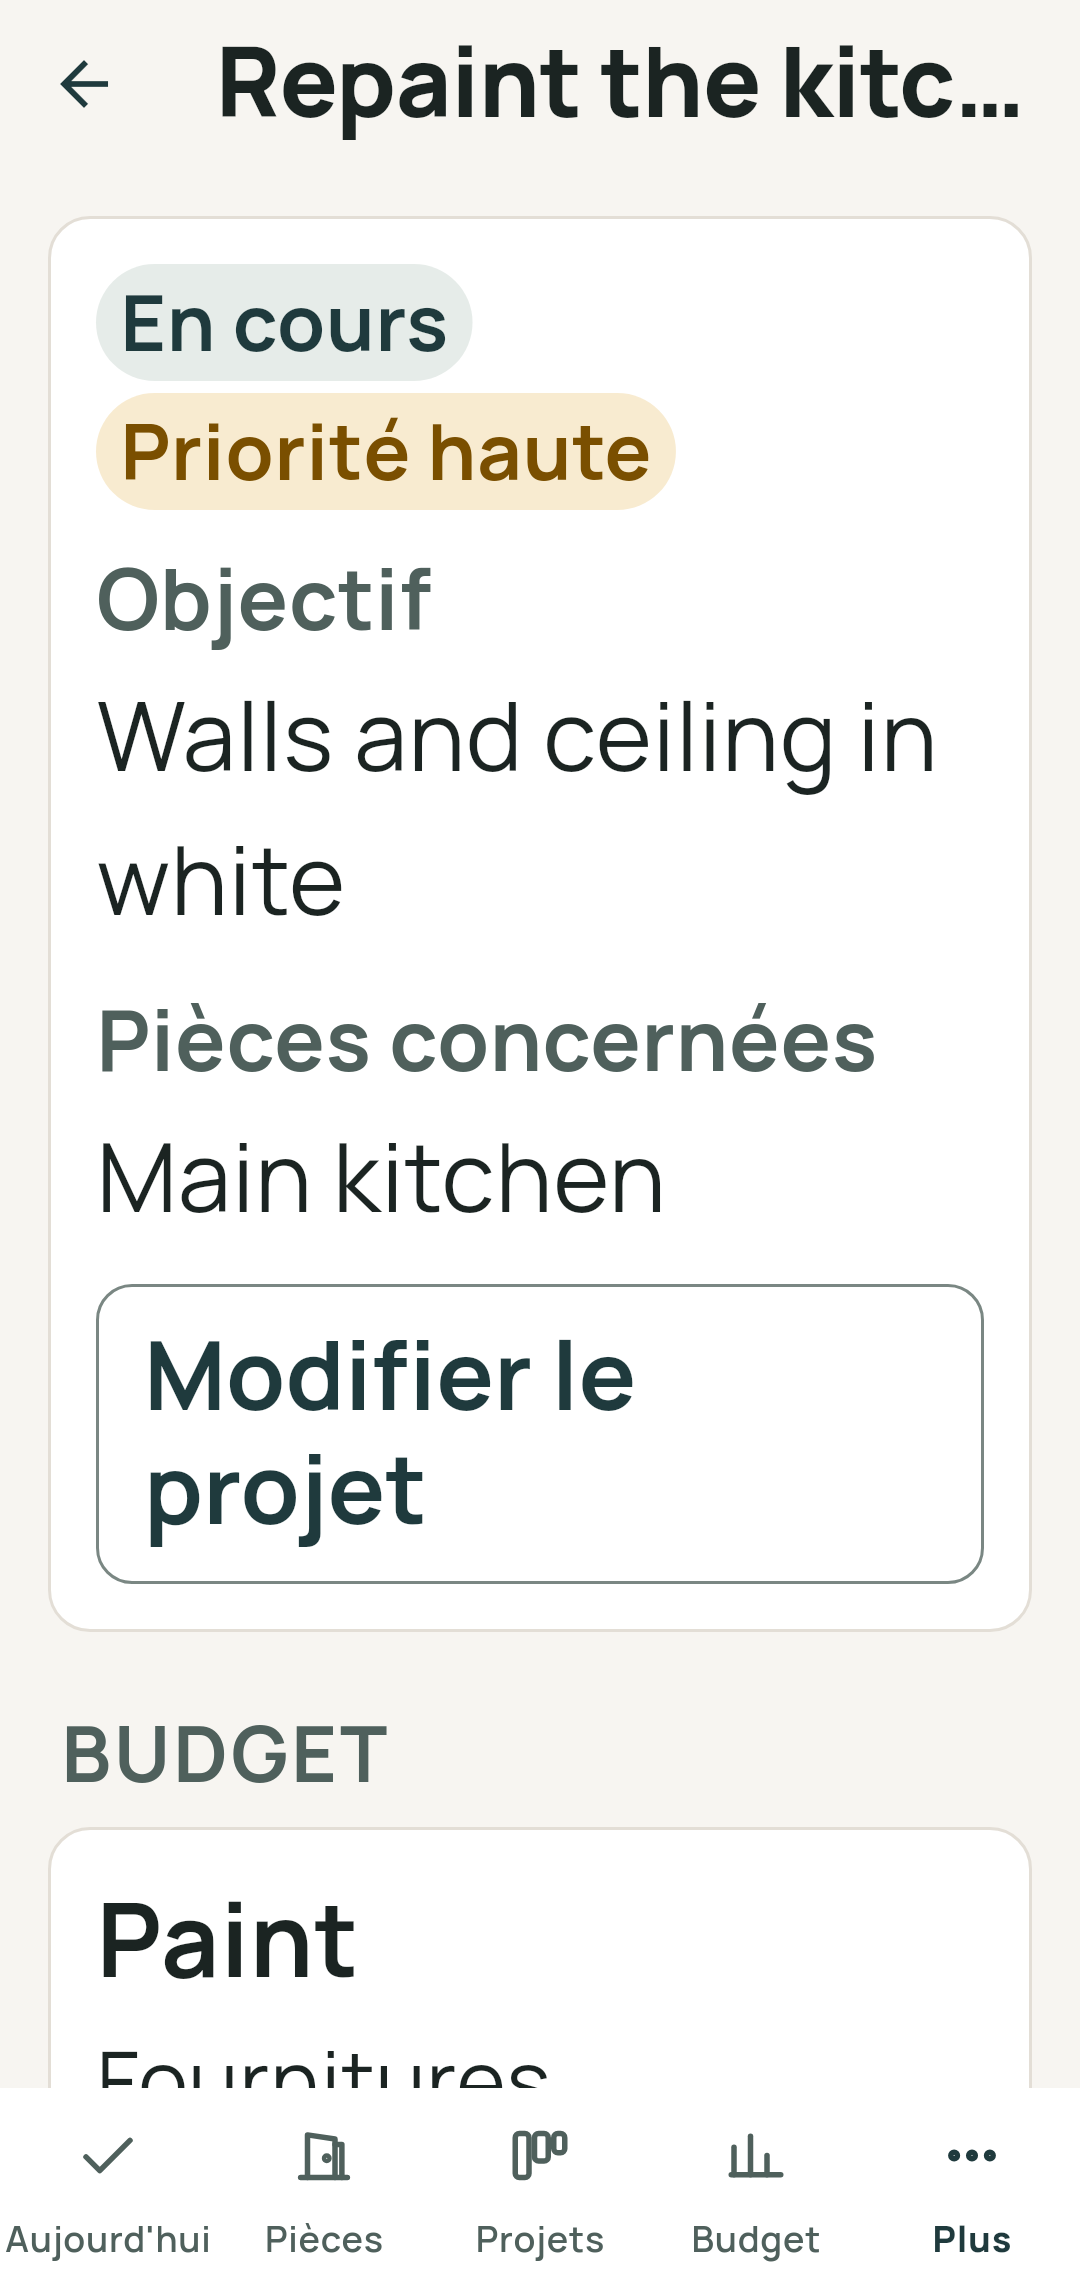 Repaint the kitc...
En cours
Priorité haute
Objectif
Walls and ceiling in
white
Pièces concernées
Main kitchen
Modifier le
projet
BUDGET
Paint
Fournitures
Aujourd'hui
Pièces
Projets
Budget
Plus